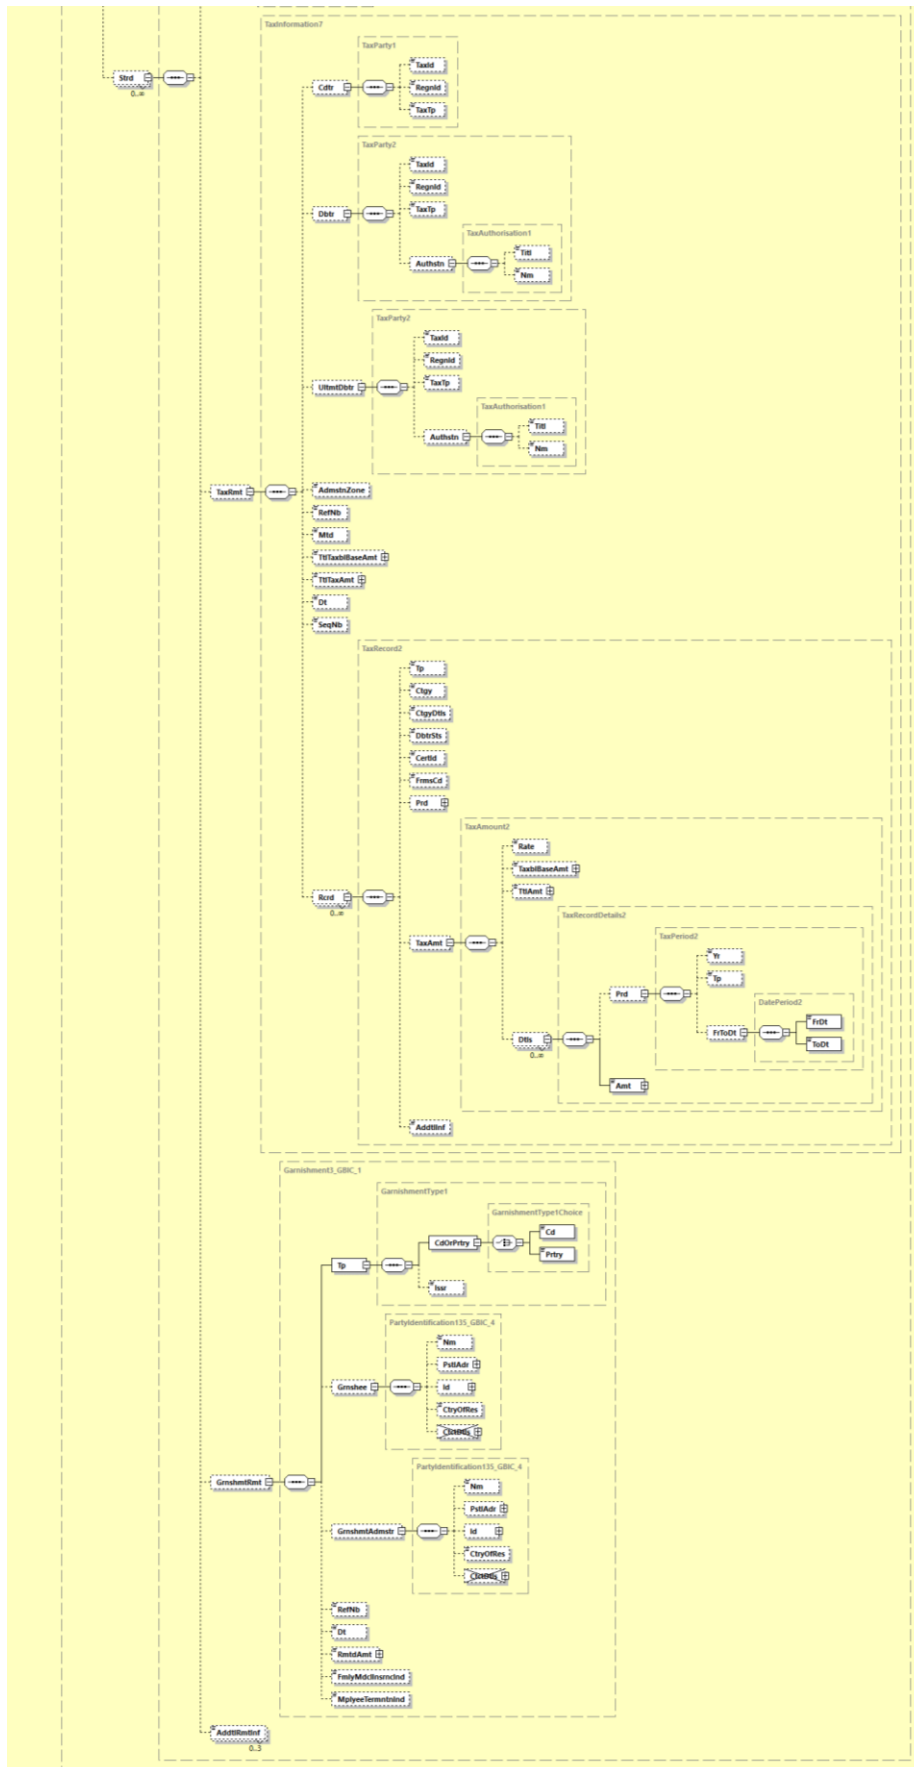 TaxInformation7
TaxParty1
TaxId
Strd
0..∞
Cdtr
RegnId
TaxTp
TaxParty2
TaxId
RegnId
Dbtr
TaxTp
TaxAuthorisation1
Titl
Authstn
Nm
TaxParty2
TaxId
RegnId
UltmtDbtr
TaxTp
TaxAuthorisation1
Titl
Authstn
Nm
TaxRmt
AdmstnZone
RefNb
Mtd
TtlTaxblBaseAmt
TtlTaxAmt
Dt
SeqNb
TaxRecord2
Tp
Ctgy
CtgyDtls
DbtrSts
CertId
FrmsCd
Prd
TaxAmount2
Rate
TaxblBaseAmt
TtlAmt
Rcrd
0..∞
TaxRecordDetails2
TaxPeriod2
TaxAmt
Yr
Tp
Prd
DatePeriod2
FrDt
FrToDt
ToDt
Dtls
0..∞
Amt
AddtlInf
Garnishment3_GBIC_1
GarnishmentType1
GarnishmentType1Choice
Cd
CdOrPrtry
Prtry
Tp
Issr
PartyIdentification135_GBIC_4
Nm
PstlAdr
Grnshee
Id
CtryOfRes
CtctDtls
PartyIdentification135_GBIC_4
GrnshmtRmt
Nm
PstlAdr
GrnshmtAdmstr
Id
CtryOfRes
CtctDtls
RefNb
Dt
RmtdAmt
FmlyMdclInsrncInd
MplyeeTermntnInd
AddtlRmtInf
0..3